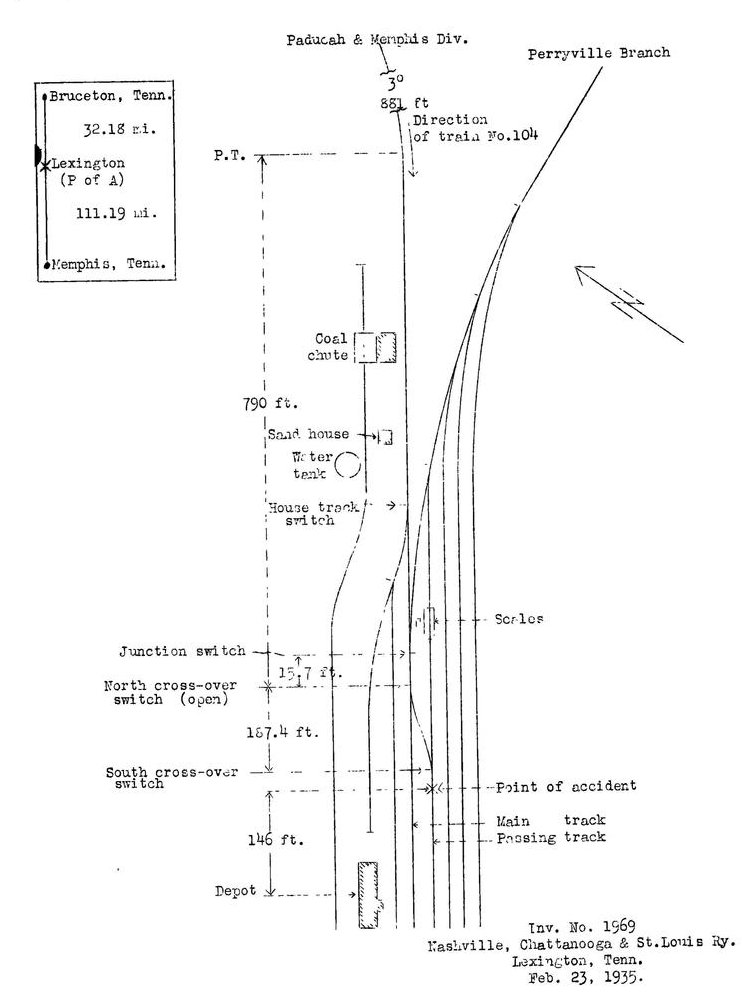 Paducah & Memphis Div.
Perryville Branch
3°
881 ft
Direction
of train No.104
Bruceton, Tenn.
32.18 mi.
Lexington
(P of A)
111.19 mi.
Memphis, Tenn.
P.T.
N
Coal
chute
790 ft.
Sand house
Water
tank
House track
switch
Scales
Junction switch
15.7 ft.
North cross-over
switch (open)
187.4 ft.
South cross-over
switch
Point of accident
Main track
Passing track
146 ft.
Depot
Inv. No. 1969
Nashville, Chattanooga & St.Louis Ry.
Lexington, Tenn.
Feb. 23, 1935.